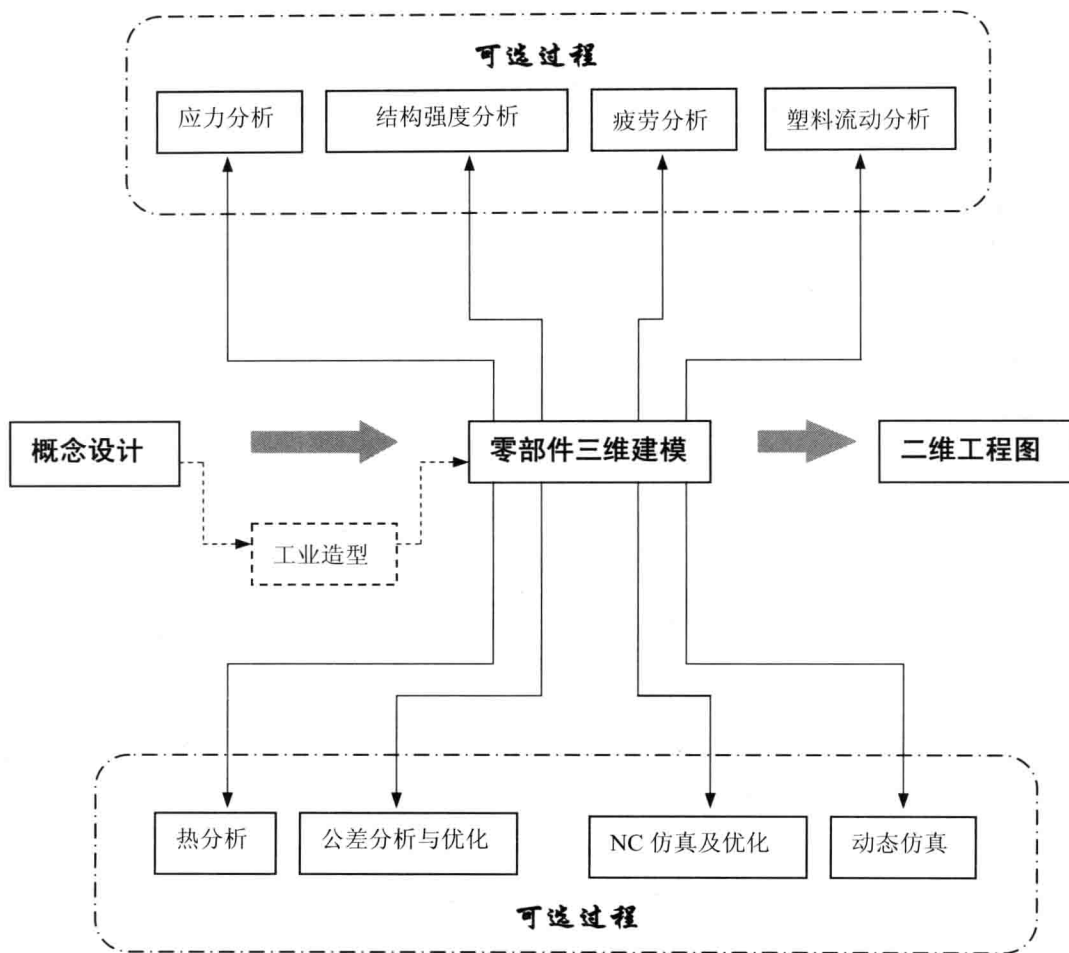 可选过程
应力分析
结构强度分析
疲劳分析
塑料流动分析
概念设计
零部件三维建模
二维工程图
工业造型
热分析
公差分析与优化
NC 仿真及优化
动态仿真
可选过程